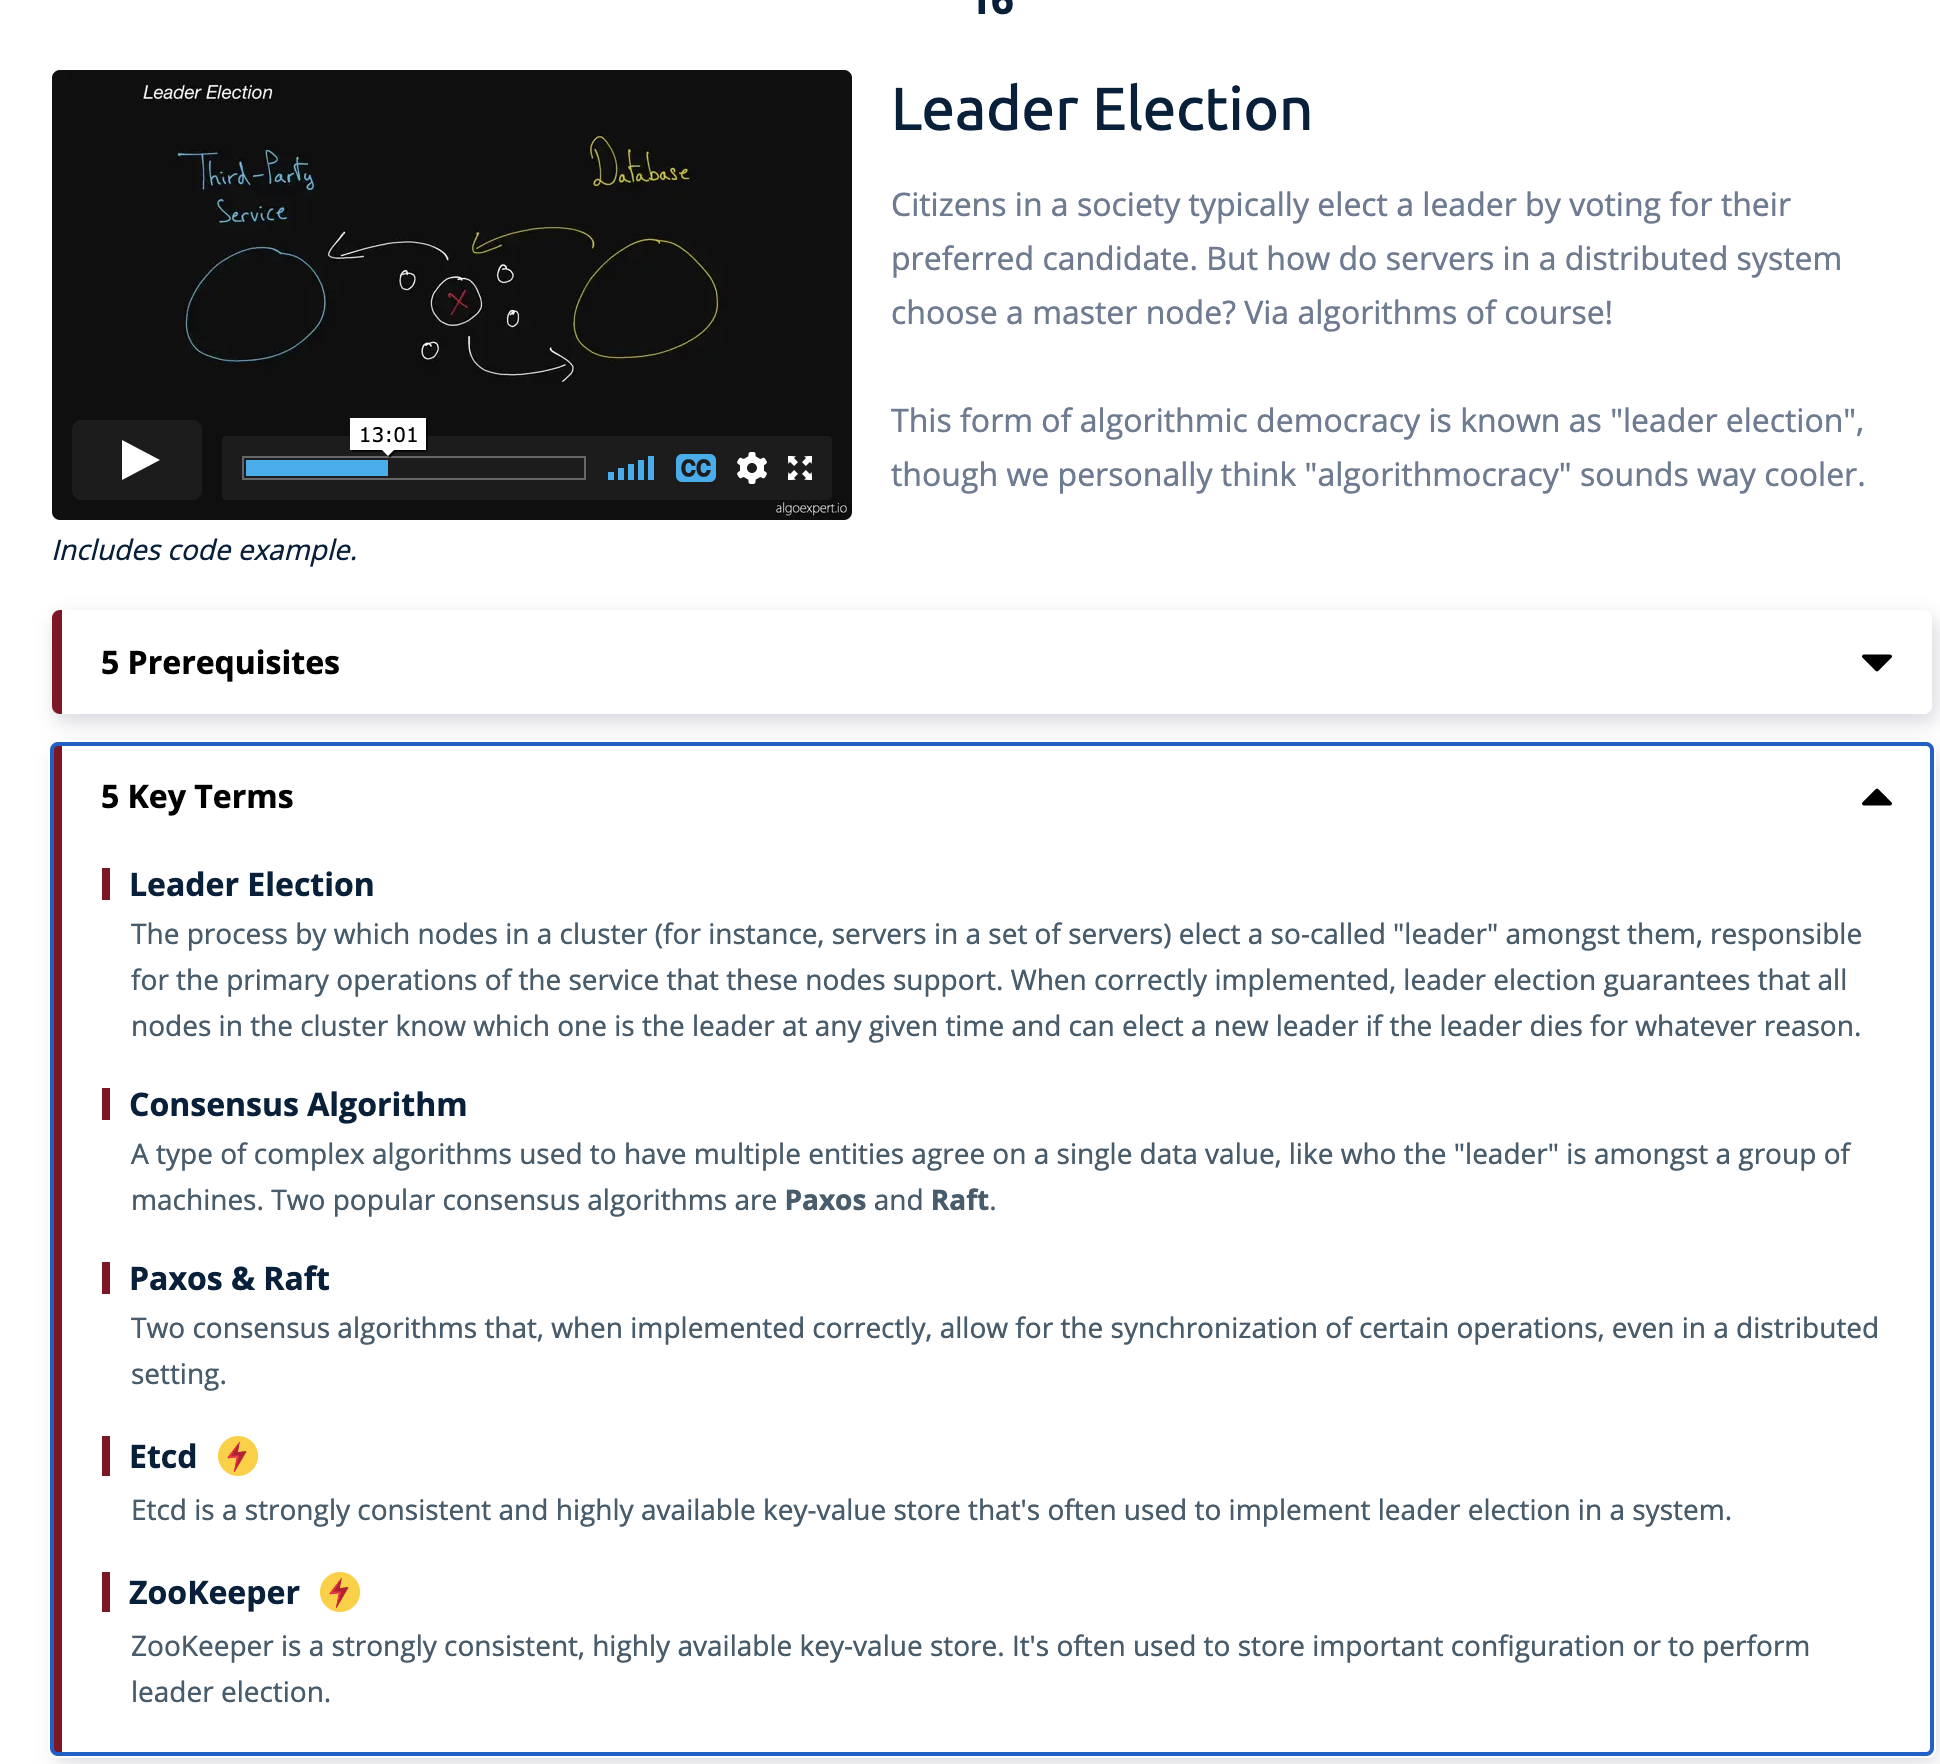 16
Leader Election
Third-Party
Service
Database
13:01
CC
algoexpert.io
Includes code example.
Leader Election
Citizens in a society typically elect a leader by voting for their
preferred candidate. But how do servers in a distributed system
choose a master node? Via algorithms of course!
This form of algorithmic democracy is known as "leader election",
though we personally think "algorithmocracy" sounds way cooler.
5 Prerequisites
5 Key Terms
Leader Election
The process by which nodes in a cluster (for instance, servers in a set of servers) elect a so-called "leader" amongst them, responsible
for the primary operations of the service that these nodes support. When correctly implemented, leader election guarantees that all
nodes in the cluster know which one is the leader at any given time and can elect a new leader if the leader dies for whatever reason.
Consensus Algorithm
A type of complex algorithms used to have multiple entities agree on a single data value, like who the "leader" is amongst a group of
machines. Two popular consensus algorithms are Paxos and Raft.
Paxos & Raft
Two consensus algorithms that, when implemented correctly, allow for the synchronization of certain operations, even in a distributed
setting.
Etcd
Etcd is a strongly consistent and highly available key-value store that's often used to implement leader election in a system.
ZooKeeper
ZooKeeper is a strongly consistent, highly available key-value store. It's often used to store important configuration or to perform
leader election.